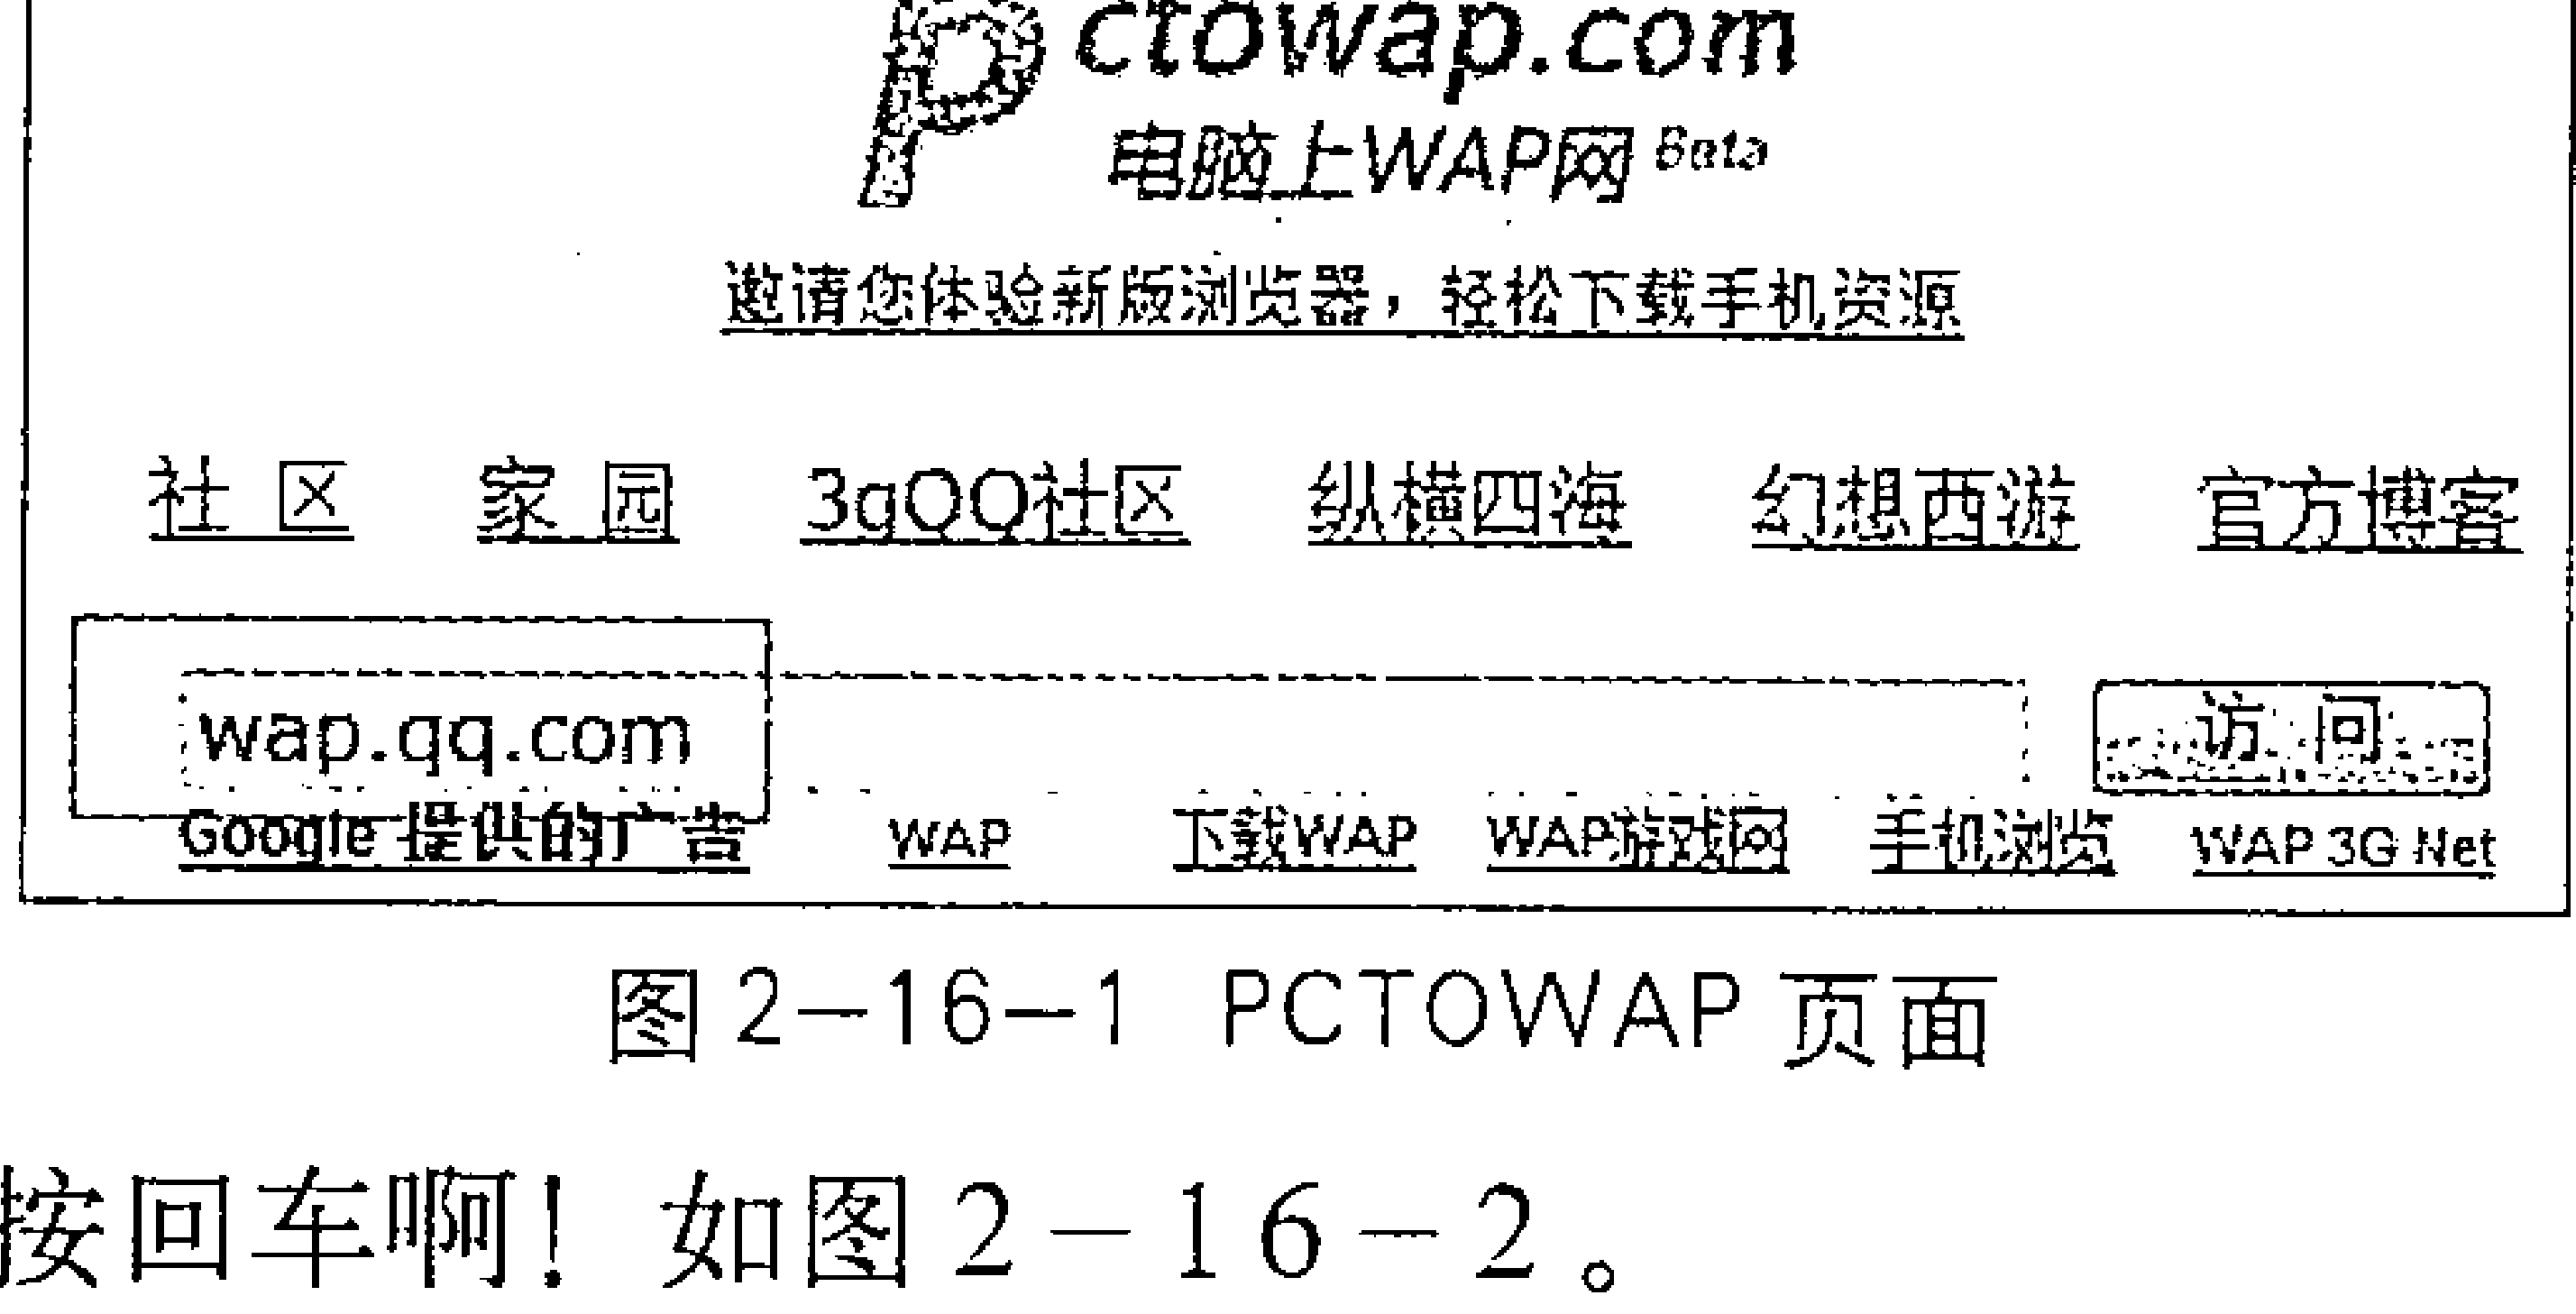 Pctowap.com
电脑上WAP网 Beta
邀请您体验新版浏览器，轻松下载手机资源
社 区 家 园 3gQQ社区 纵横四海 幻想西游 官方博客
wap.qq.com 访 问
Google 提供的广告 WAP 下载WAP WAP游戏网 手机浏览 WAP 3G Net
图 2－16－1 PCTOWAP 页面
按回车啊！如图 2－16－2。